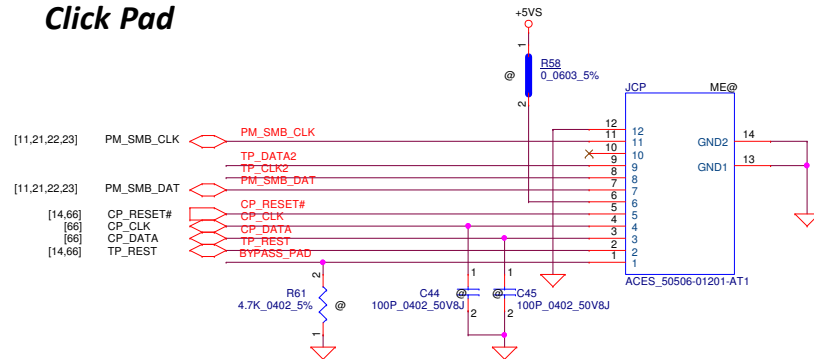 Click Pad
+5VS
1
@
R58
0_0603_5%
2
JCP
ME@
12
12
[11,21,22,23]
PM_SMB_CLK
PM_SMB_CLK
11
11
GND2
14
10
10
TP_DATA2
9
9
GND1
13
TP_CLK2
8
8
[11,21,22,23]
PM_SMB_DAT
PM_SMB_DAT
7
7
6
6
[14,66]
CP_RESET#
CP_RESET#
5
5
[66]
CP_CLK
CP_CLK
4
4
[66]
CP_DATA
CP_DATA
3
3
[14,66]
TP_REST
TP_REST
2
2
BYPASS_PAD
1
1
ACES_50506-01201-AT1
2
R61
4.7K_0402_5%
@
1
1
C44
@
100P_0402_50V8J
2
1
@
C45
100P_0402_50V8J
2